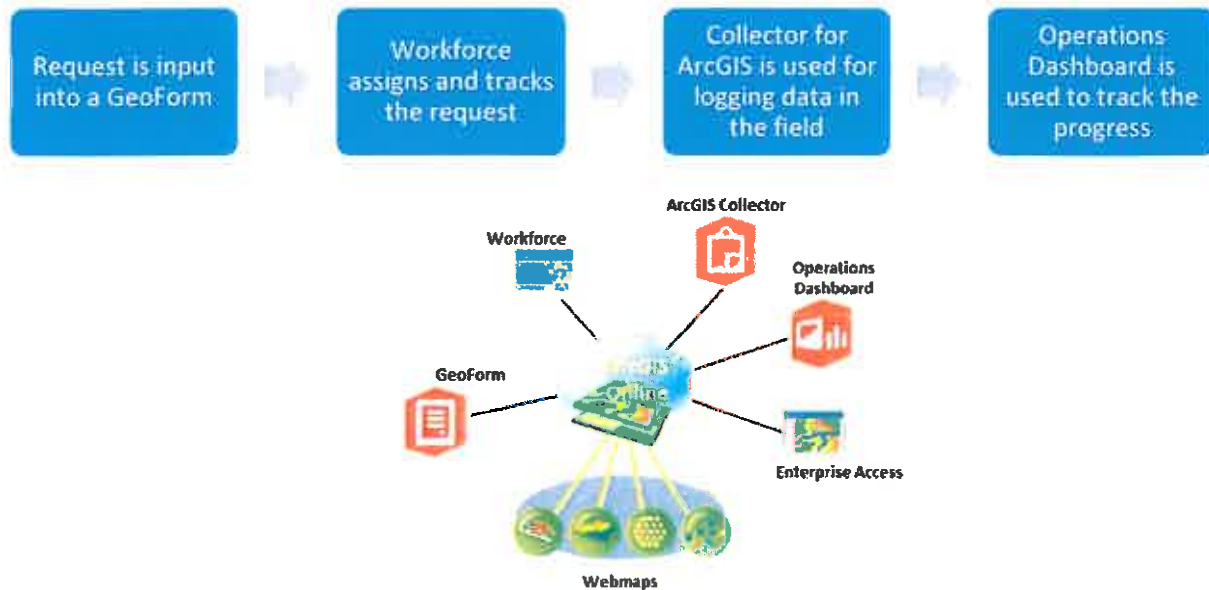 Request is input
into a GeoForm
Workforce
assigns and tracks
the request
Collector for
ArcGIS is used for
logging data in
the field
Operations
Dashboard is
used to track the
progress
ArcGIS Collector
Workforce
Operations
Dashboard
GeoForm
online
Enterprise Access
Webmaps